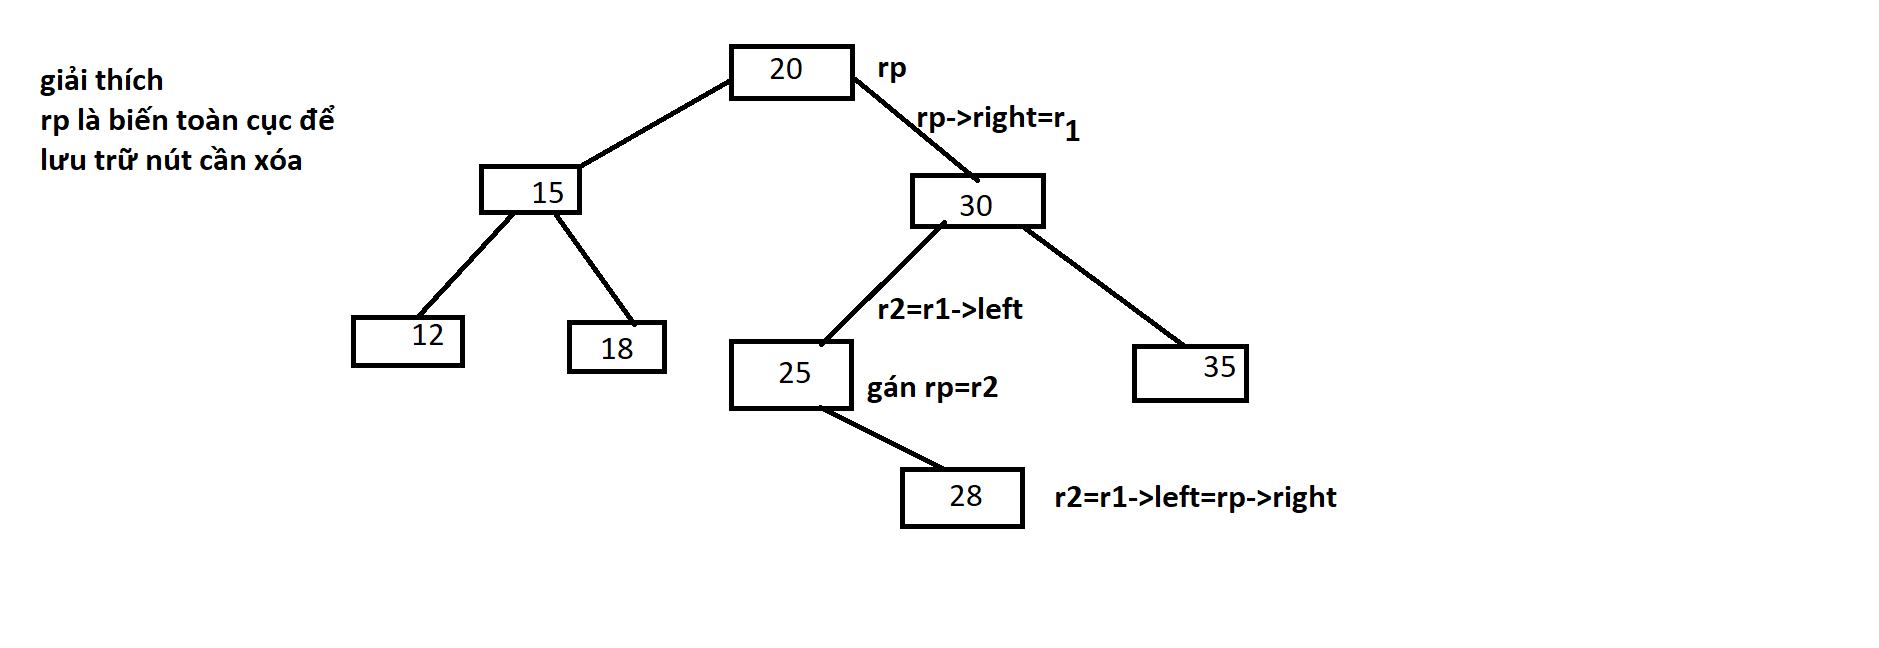 giải thích
rp là biến toàn cục để
lưu trữ nút cần xóa
20
rp
rp->right=r1
15
30
12
18
r2=r1->left
25
gán rp=r2
35
28
r2=r1->left=rp->right